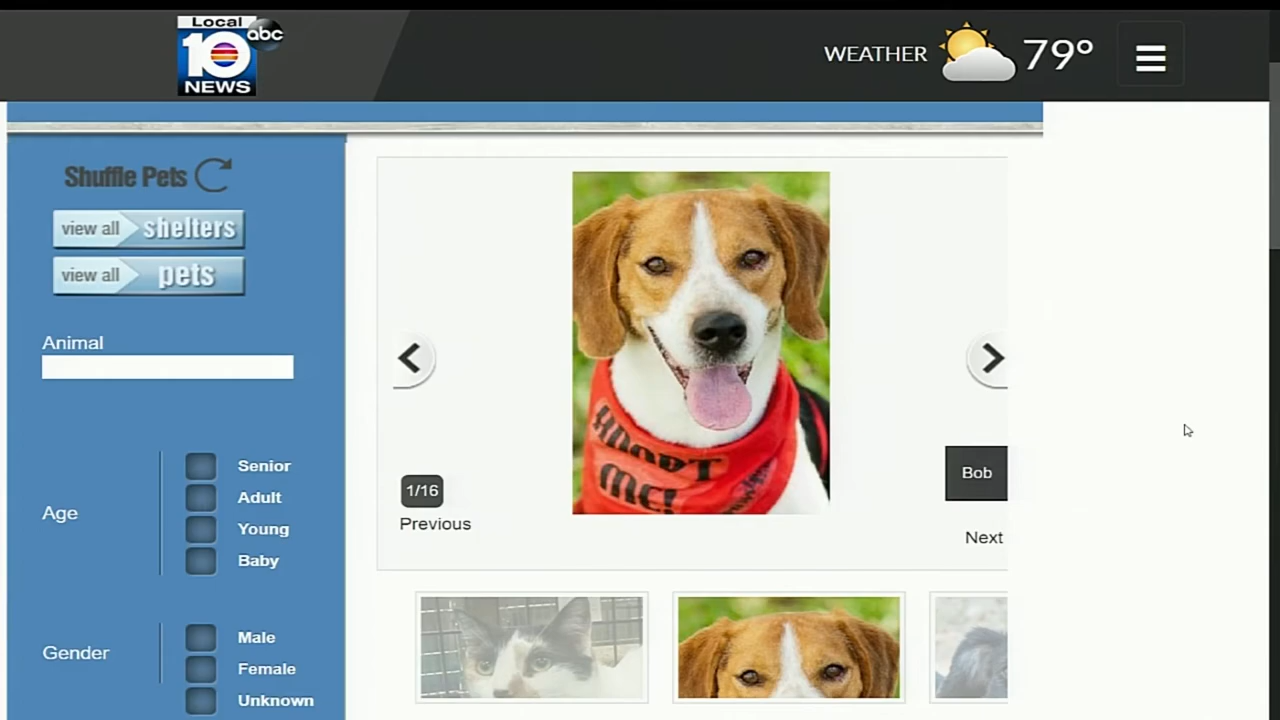 Local
10
abc
NEWS
WEATHER
79°
Shuffle Pets
view all shelters
view all pets
Animal
Age
Senior
Adult
Young
Baby
Gender
Male
Female
Unknown
ADOPT
ME!
1/16
Previous
Bob
Next